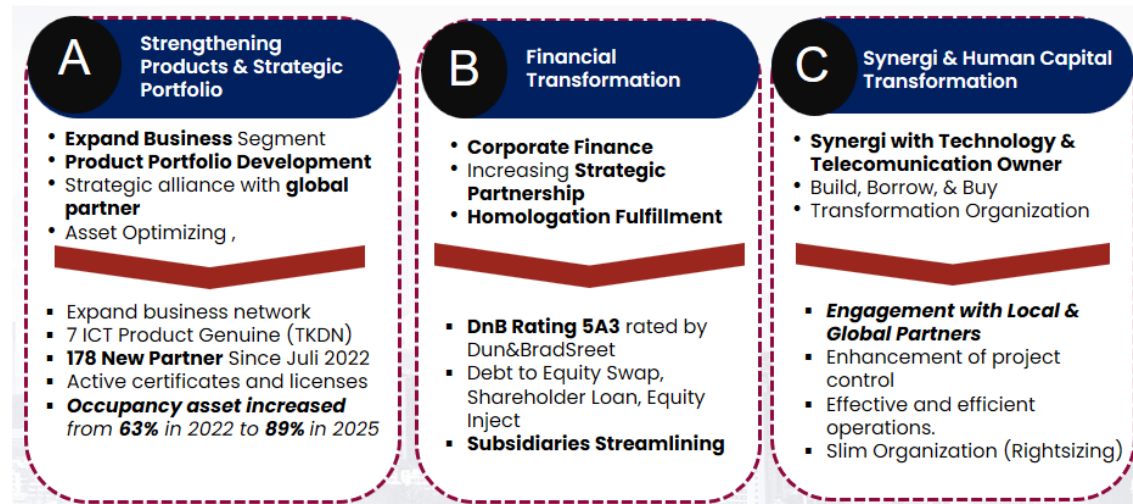 A
Strengthening
Products & Strategic
Portfolio
• Expand Business Segment
• Product Portfolio Development
• Strategic alliance with global
partner
• Asset Optimizing ,
▪ Expand business network
▪ 7 ICT Product Genuine (TKDN)
▪ 178 New Partner Since Juli 2022
▪ Active certificates and licenses
▪ Occupancy asset increased
from 63% in 2022 to 89% in 2025
B
Financial
Transformation
• Corporate Finance
• Increasing Strategic
Partnership
• Homologation Fulfillment
▪ DnB Rating 5A3 rated by
Dun&BradSreet
▪ Debt to Equity Swap,
Shareholder Loan, Equity
Inject
▪ Subsidiaries Streamlining
C
Synergi & Human Capital
Transformation
• Synergi with Technology &
Telecomunication Owner
• Build, Borrow, & Buy
• Transformation Organization
▪ Engagement with Local &
Global Partners
▪ Enhancement of project
control
▪ Effective and efficient
operations.
▪ Slim Organization (Rightsizing)